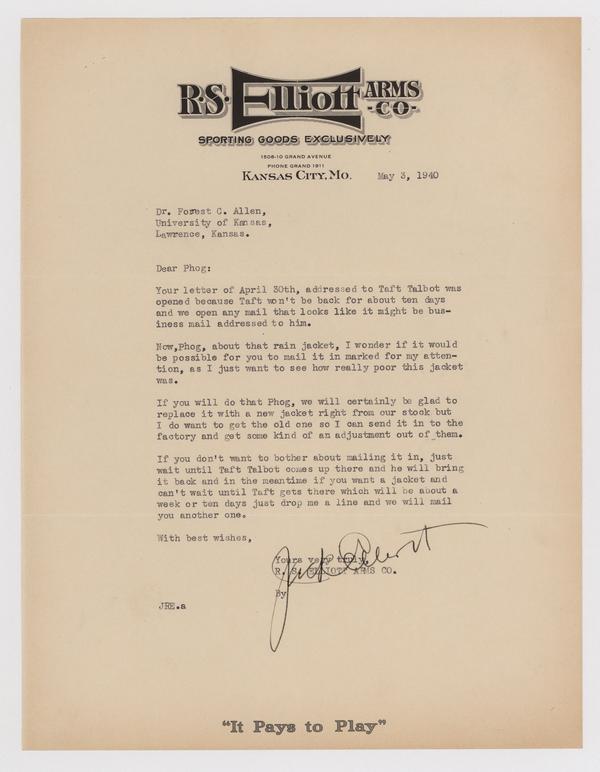 R.S. Elliott ARMS CO.
SPORTING GOODS EXCLUSIVELY
1508-10 GRAND AVENUE
PHONE GRAND 1911
KANSAS CITY, MO.
May 3, 1940
Dr. Forest C. Allen,
University of Kansas,
Lawrence, Kansas.
Dear Phog:
Your letter of April 30th, addressed to Taft Talbot was
opened because Taft won't be back for about ten days
and we open any mail that looks like it might be bus-
iness mail addressed to him.
Now,Phog, about that rain jacket, I wonder if it would
be possible for you to mail it in marked for my atten-
tion, as I just want to see how really poor this jacket
was.
If you will do that Phog, we will certainly be glad to
replace it with a new jacket right from our stock but
I do want to get the old one so I can send it in to the
factory and get some kind of an adjustment out of them.
If you don't want to bother about mailing it in, just
wait until Taft Talbot comes up there and he will bring
it back and in the meantime if you want a jacket and
can't wait until Taft gets there which will be about a
week or ten days just drop me a line and we will mail
you another one.
With best wishes,
Yours very truly,
R. S. ELLIOTT ARMS CO.
Jack Elliott
By
JRE.a
"It Pays to Play"